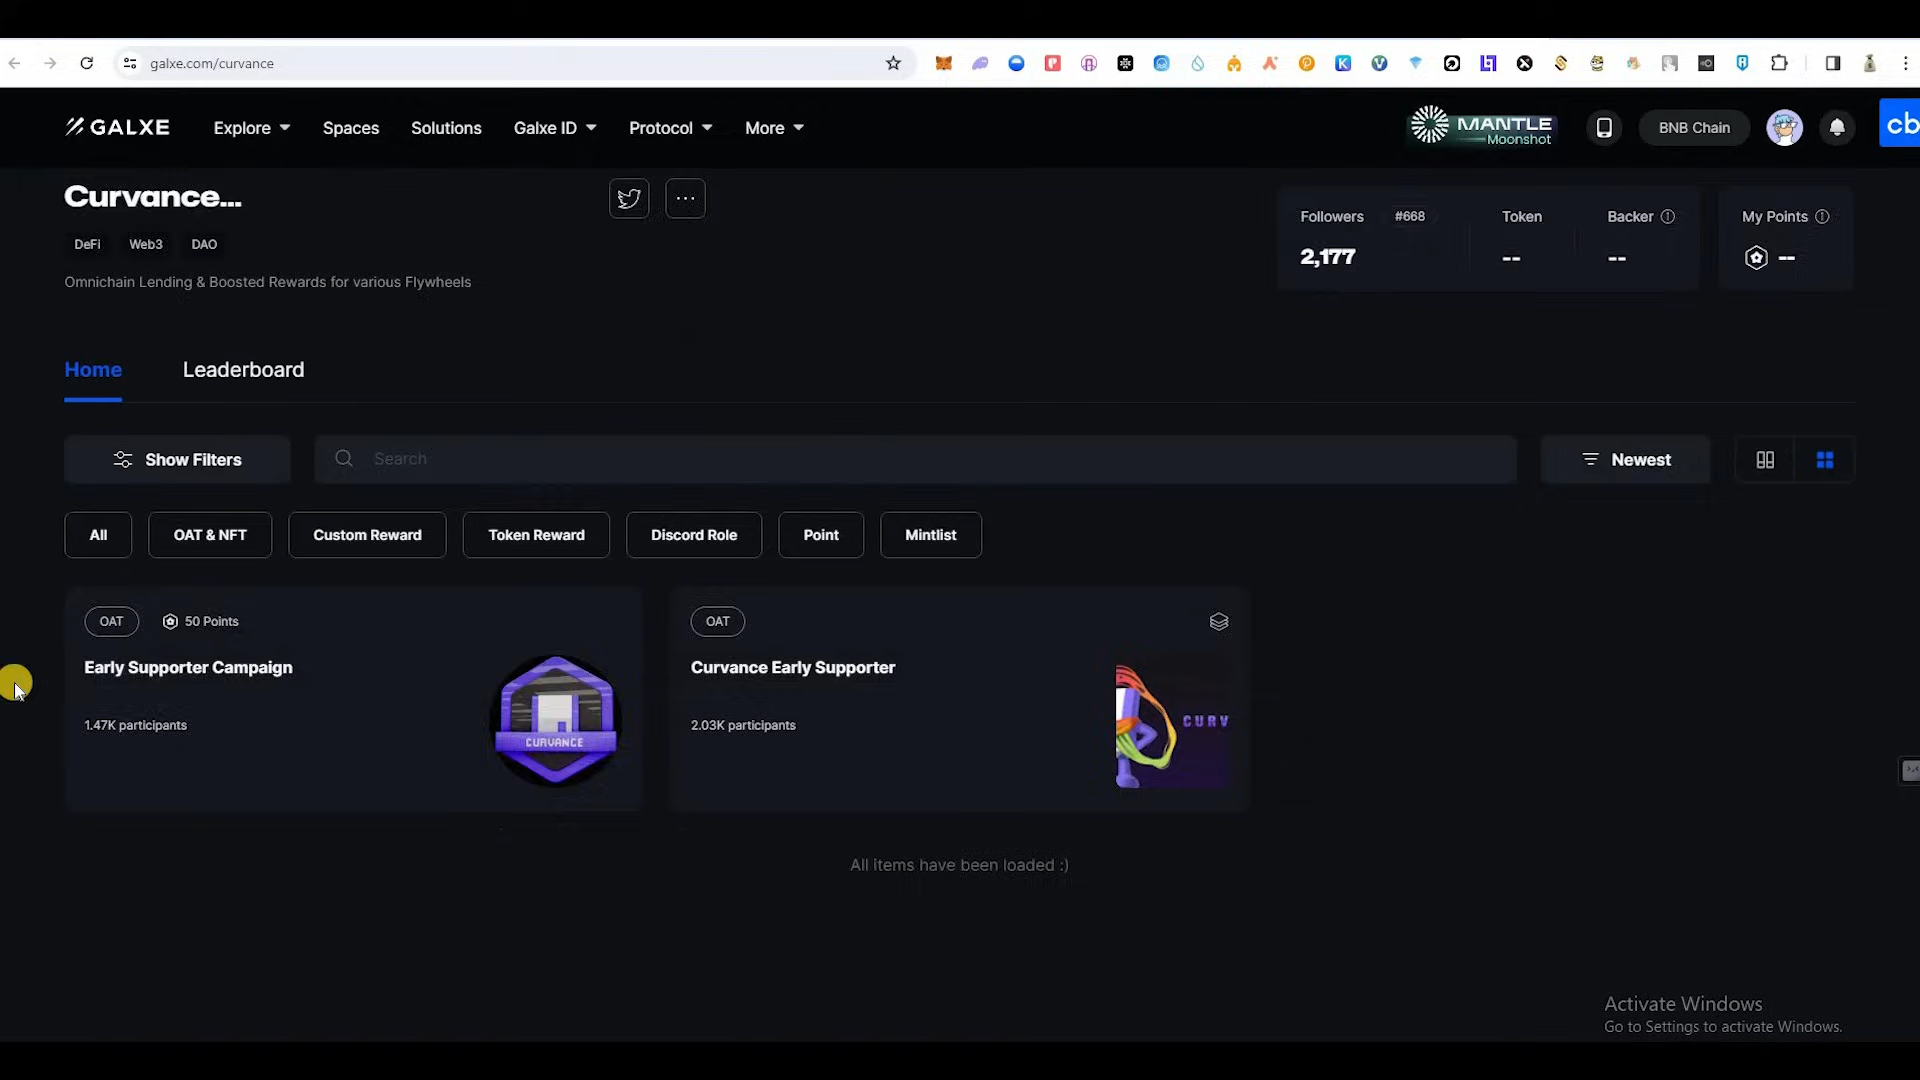 galxe.com/curvance
GALXE
Explore
Spaces
Solutions
Galxe ID
Protocol
More
MANTLE
Moonshot
BNB Chain
cb
Curvance...
DeFi
Web3
DAO
Omnichain Lending & Boosted Rewards for various Flywheels
Followers
#668
Token
Backer
My Points
2,177
--
--
--
Home
Leaderboard
Show Filters
Search
Newest
All
OAT & NFT
Custom Reward
Token Reward
Discord Role
Point
Mintlist
OAT
50 Points
Early Supporter Campaign
1.47K participants
CURVANCE
OAT
Curvance Early Supporter
2.03K participants
CURV
All items have been loaded :)
Activate Windows
Go to Settings to activate Windows.